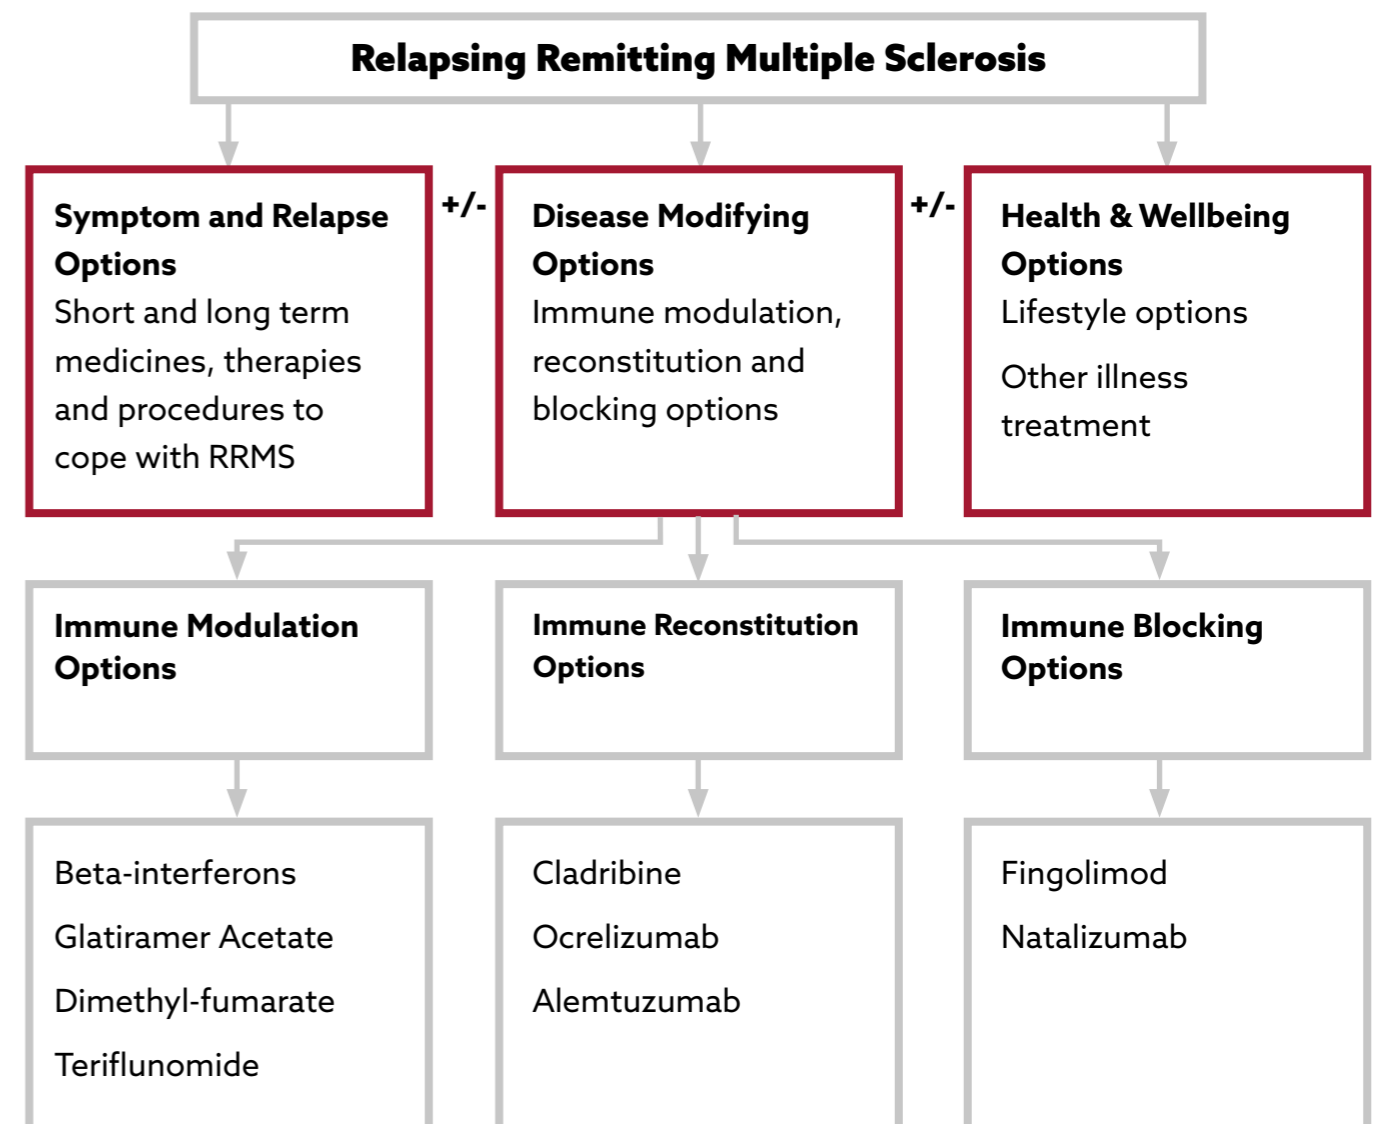 Relapsing Remitting Multiple Sclerosis
Symptom and Relapse
Options
Short and long term
medicines, therapies
and procedures to
cope with RRMS
+/-
Disease Modifying
Options
Immune modulation,
reconstitution and
blocking options
+/-
Health & Wellbeing
Options
Lifestyle options
Other illness
treatment
Immune Modulation
Options
Immune Reconstitution
Options
Immune Blocking
Options
Beta-interferons
Glatiramer Acetate
Dimethyl-fumarate
Teriflunomide
Cladribine
Ocrelizumab
Alemtuzumab
Fingolimod
Natalizumab